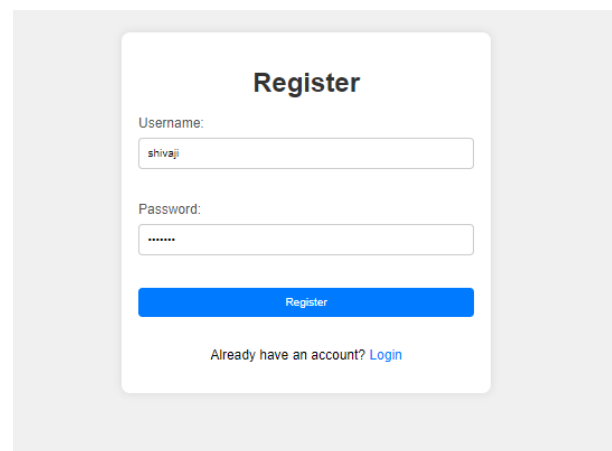 Register
Username:
shivaji
Password:
•••••••
Register
Already have an account? Login